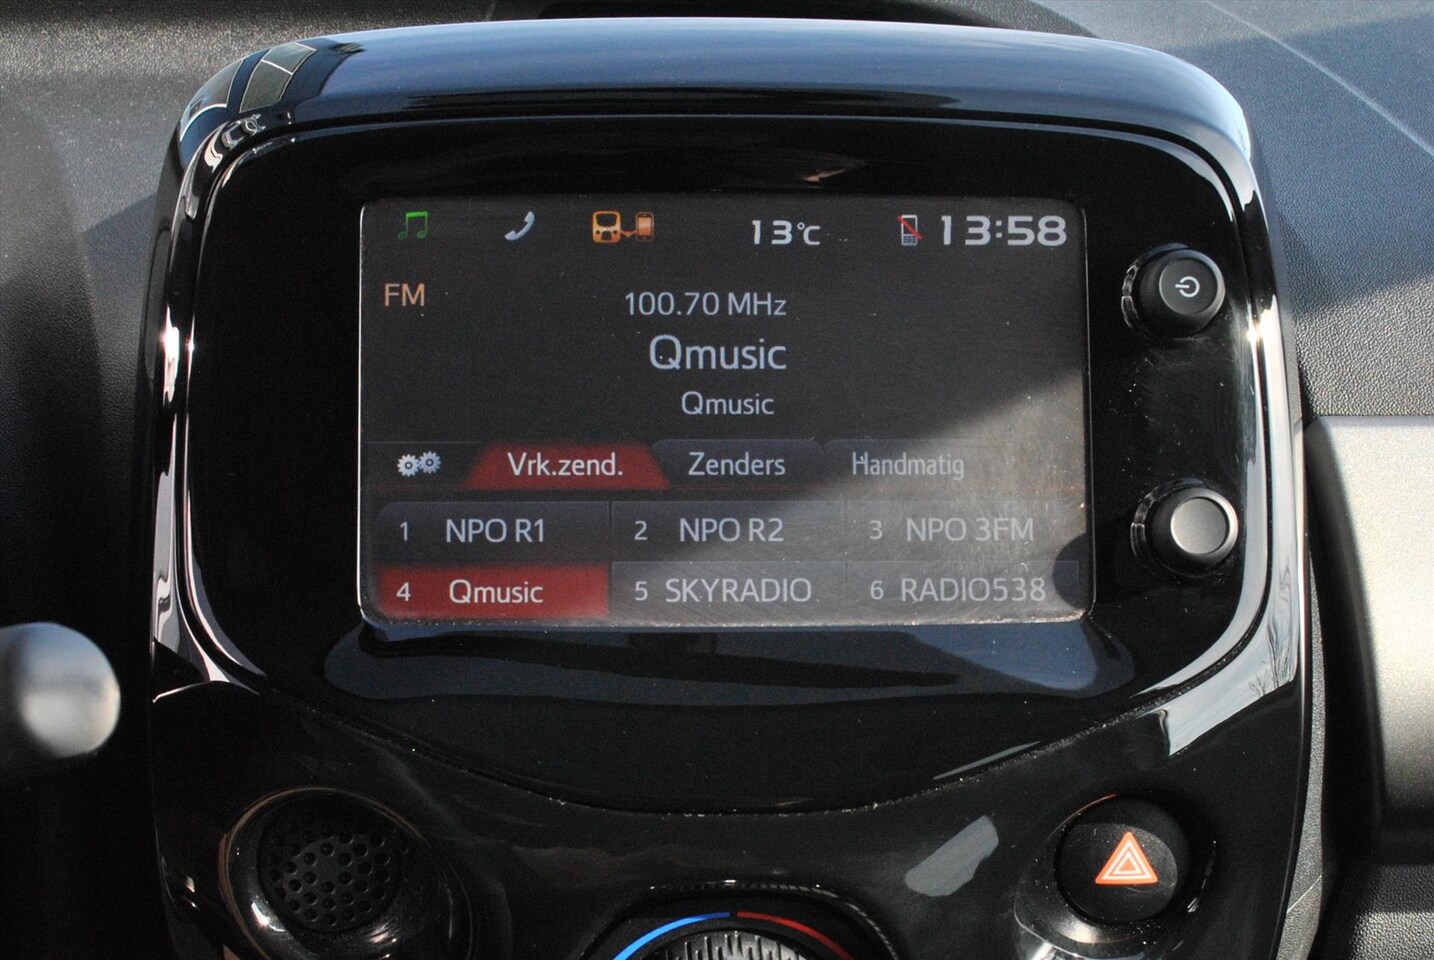 13°C 13:58
FM
100.70 MHz
Qmusic
Qmusic
Vrk.zend. Zenders Handmatig
1 NPO R1 2 NPO R2 3 NPO 3FM
4 Qmusic 5 SKYRADIO 6 RADIO538